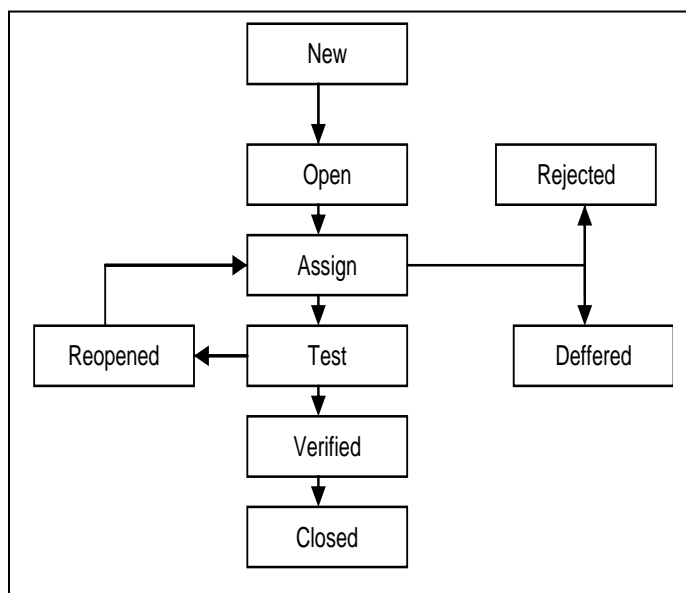 New
Open
Rejected
Assign
Reopened
Test
Deffered
Verified
Closed